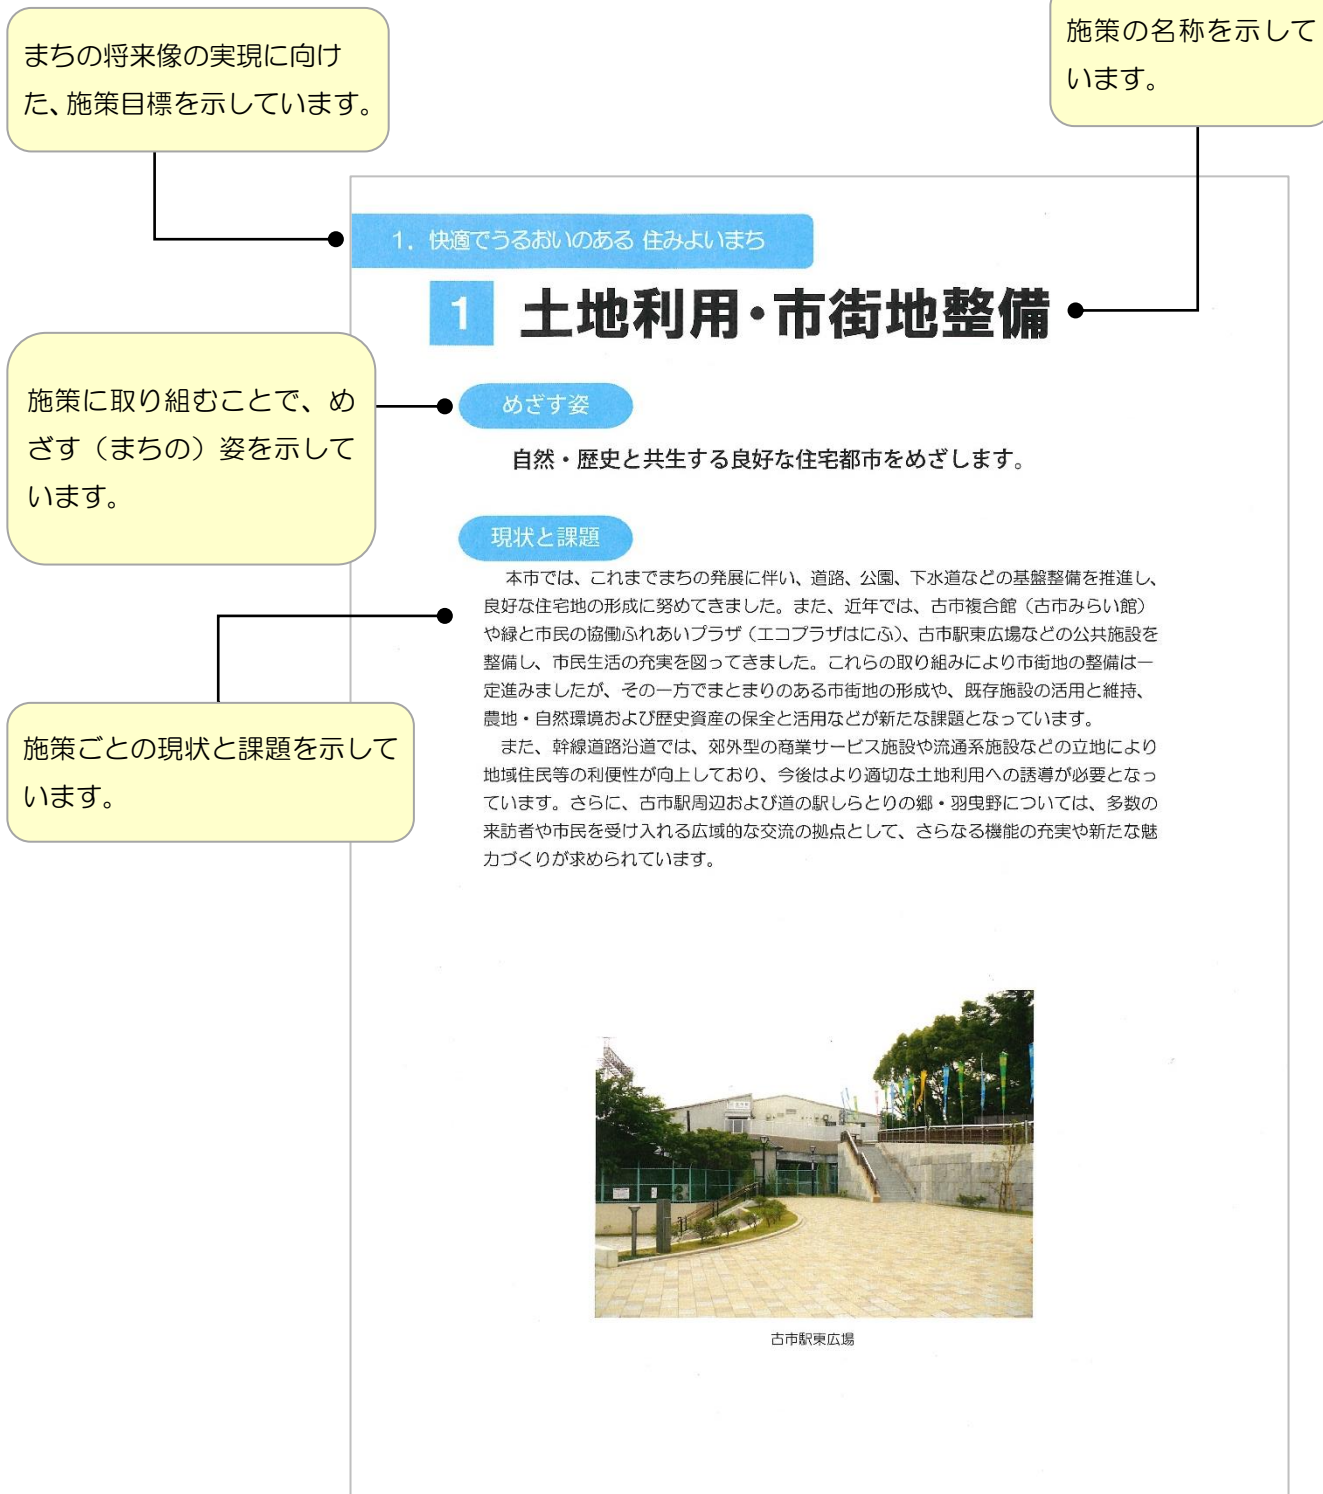 まちの将来像の実現に向け
た、施策目標を示しています。
施策の名称を示して
います。
1. 快適でうるおいのある 住みよいまち
1 土地利用・市街地整備
施策に取り組むことで、め
ざす（まちの）姿を示して
います。
めざす姿
自然・歴史と共生する良好な住宅都市をめざします。
現状と課題
本市では、これまでまちの発展に伴い、道路、公園、下水道などの基盤整備を推進し、
良好な住宅地の形成に努めてきました。また、近年では、古市複合館（古市みらい館）
や緑と市民の協働ふれあいプラザ（エコプラザはにふ）、古市駅東広場などの公共施設を
整備し、市民生活の充実を図ってきました。これらの取り組みにより市街地の整備は一
定進みましたが、その一方でまとまりのある市街地の形成や、既存施設の活用と維持、
農地・自然環境および歴史資産の保全と活用などが新たな課題となっています。
また、幹線道路沿道では、郊外型の商業サービス施設や流通系施設などの立地により
地域住民等の利便性が向上しており、今後はより適切な土地利用への誘導が必要となっ
ています。さらに、古市駅周辺および道の駅しらとりの郷・羽曳野については、多数の
来訪者や市民を受け入れる広域的な交流の拠点として、さらなる機能の充実や新たな魅
力づくりが求められています。
施策ごとの現状と課題を示して
います。
古市駅東広場